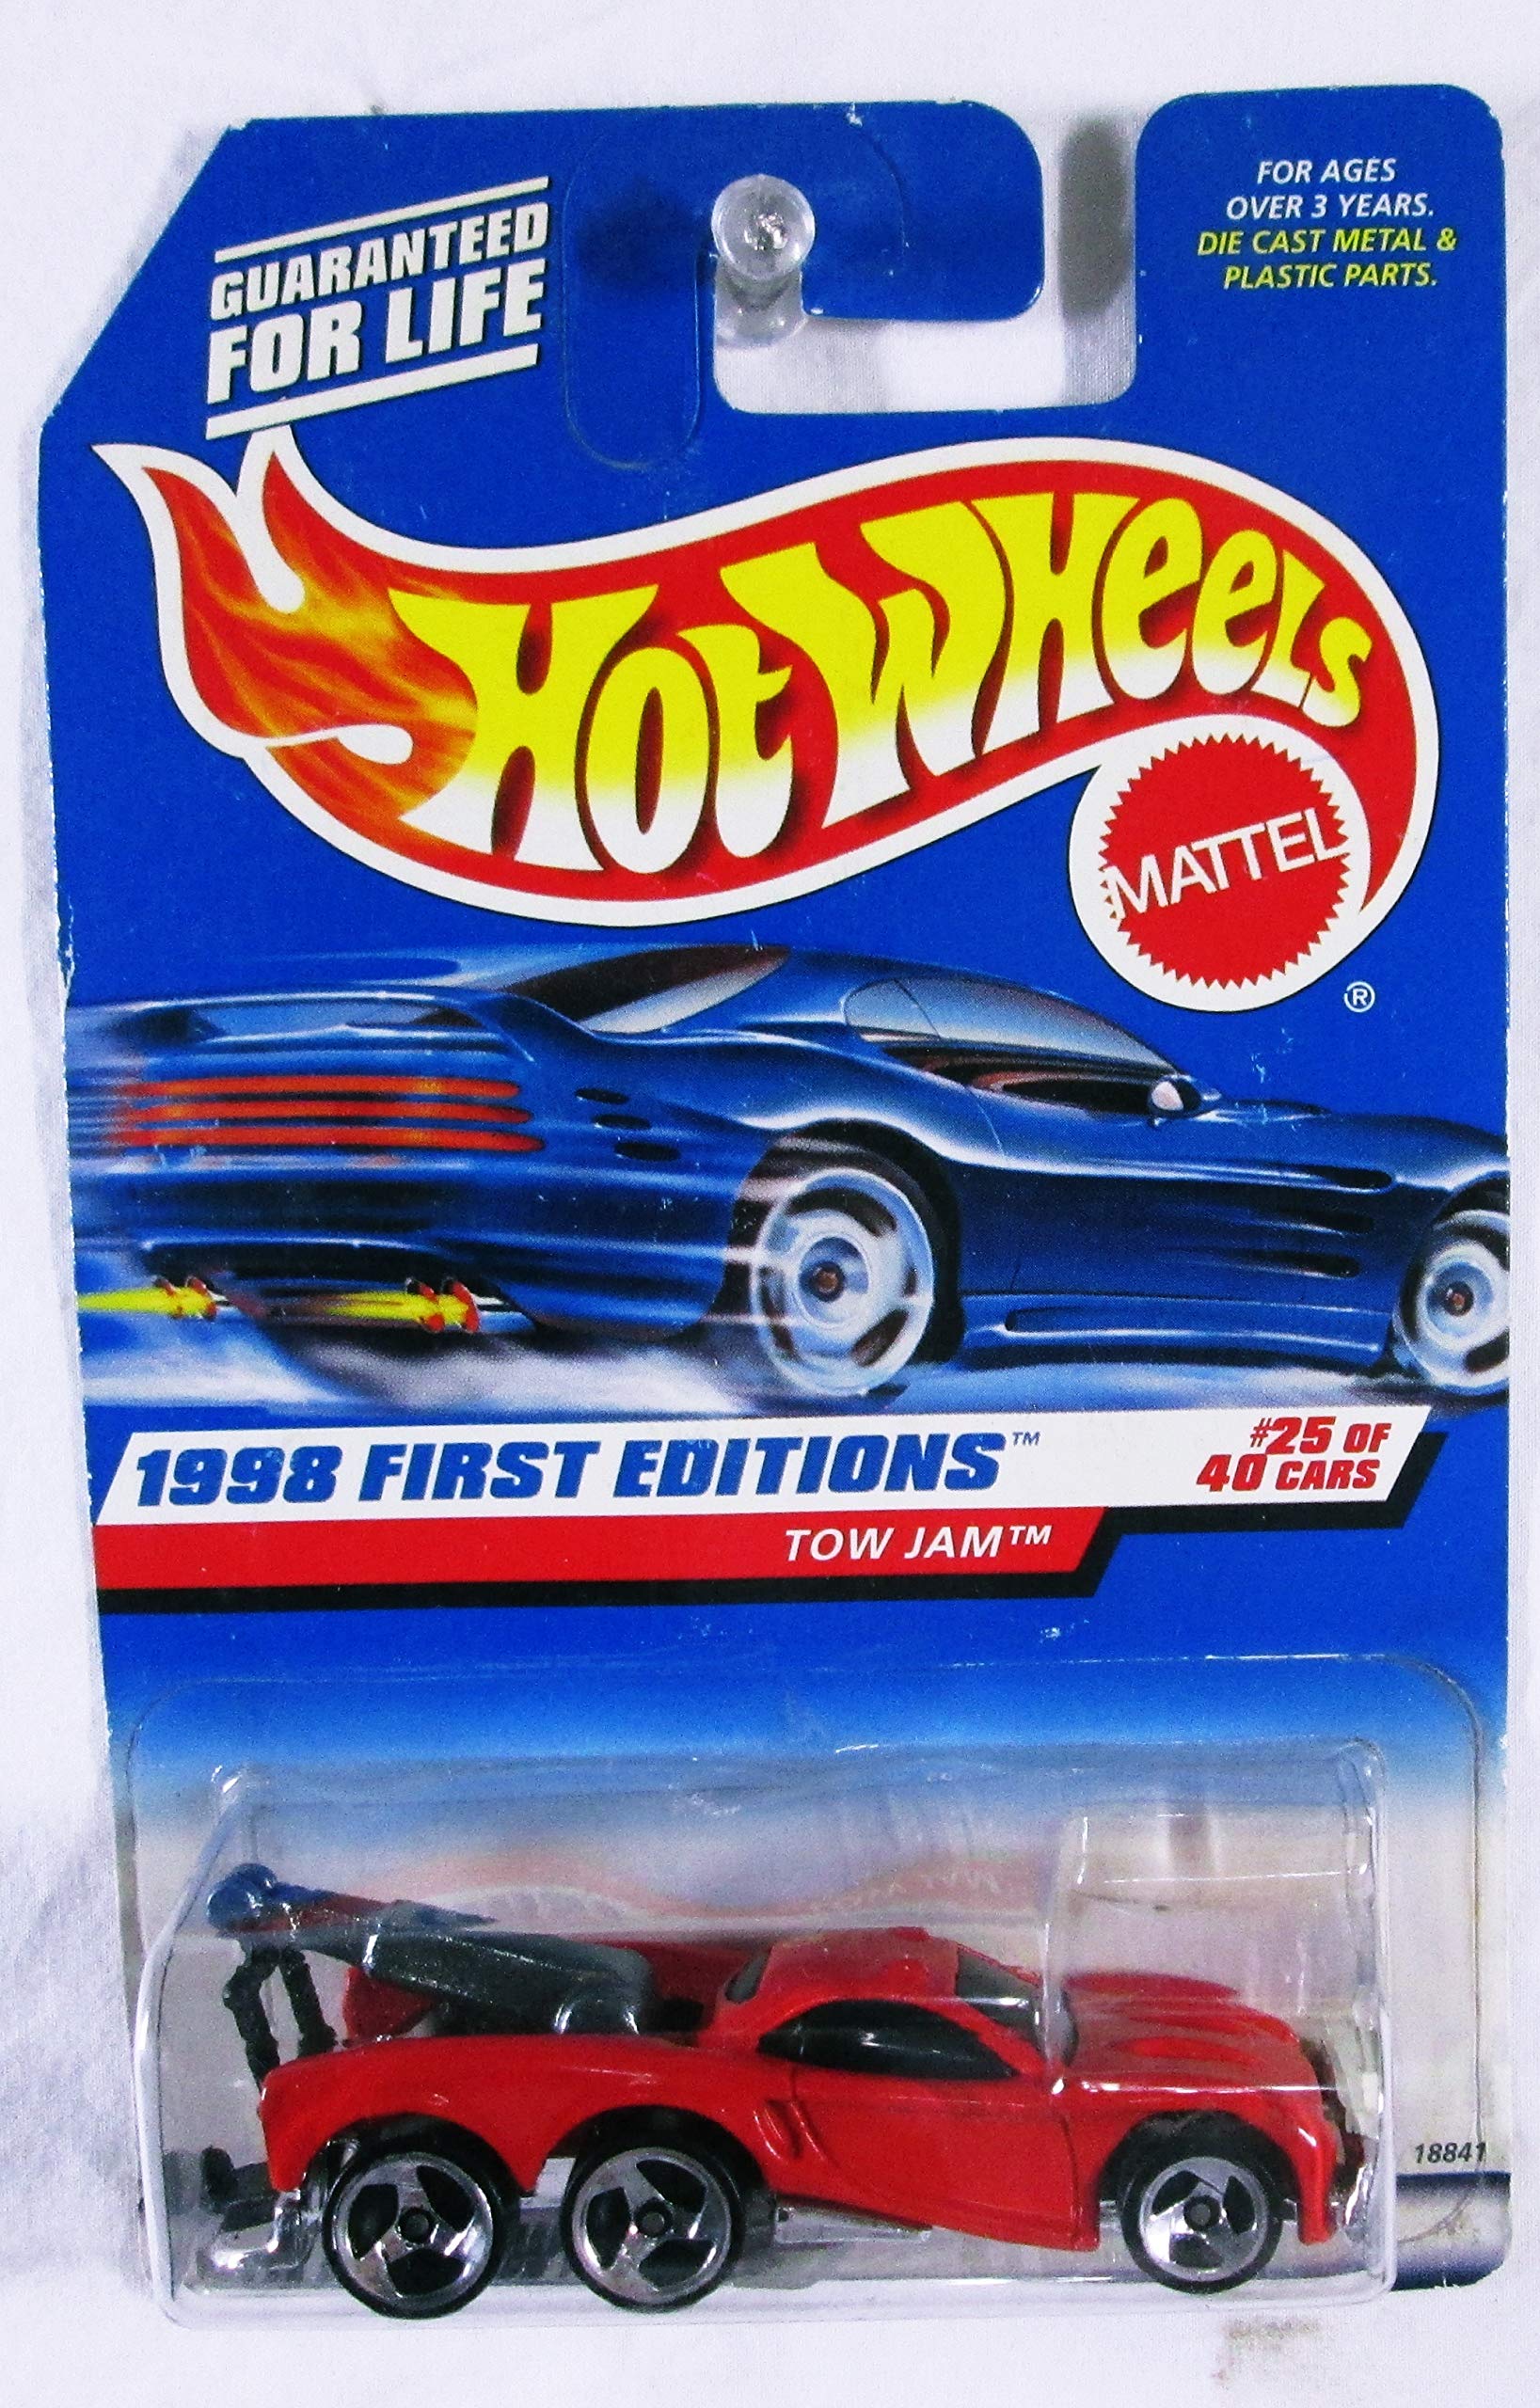 GUARANTEED
FOR LIFE
FOR AGES
OVER 3 YEARS.
DIE CAST METAL &
PLASTIC PARTS.
HOT WHEELS
MATTEL
®
1998 FIRST EDITIONS™
#25 OF
40 CARS
TOW JAM™
18841